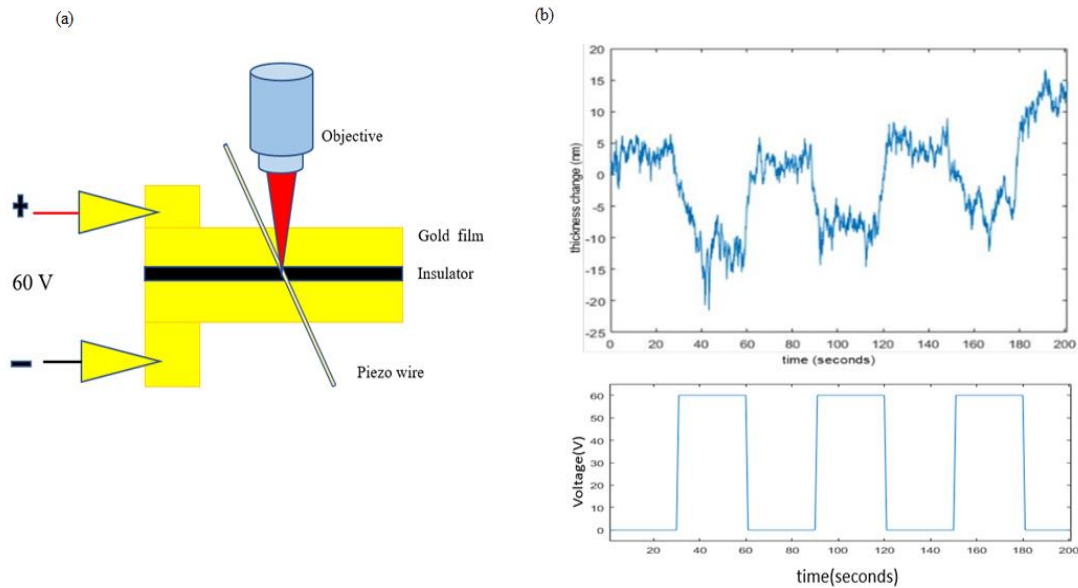 (a)
Objective
+
Gold film
Insulator
60 V
-
Piezo wire
(b)
20
15
10
5
0
-5
-10
-15
-20
-25
thickness change (nm)
0 20 40 60 80 100 120 140 160 180 200
time (seconds)
60
50
40
30
20
10
0
Voltage(V)
20 40 60 80 100 120 140 160 180 200
time(seconds)